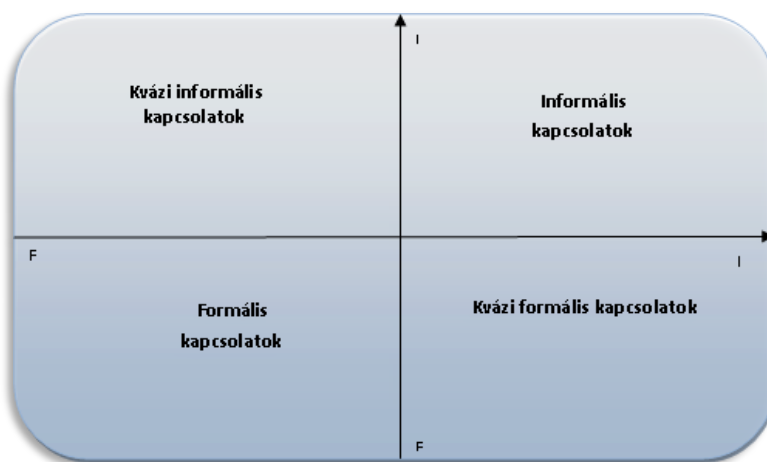 I
Kvázi informális
kapcsolatok
Informális
kapcsolatok
F
I
Formális
kapcsolatok
Kvázi formális kapcsolatok
F